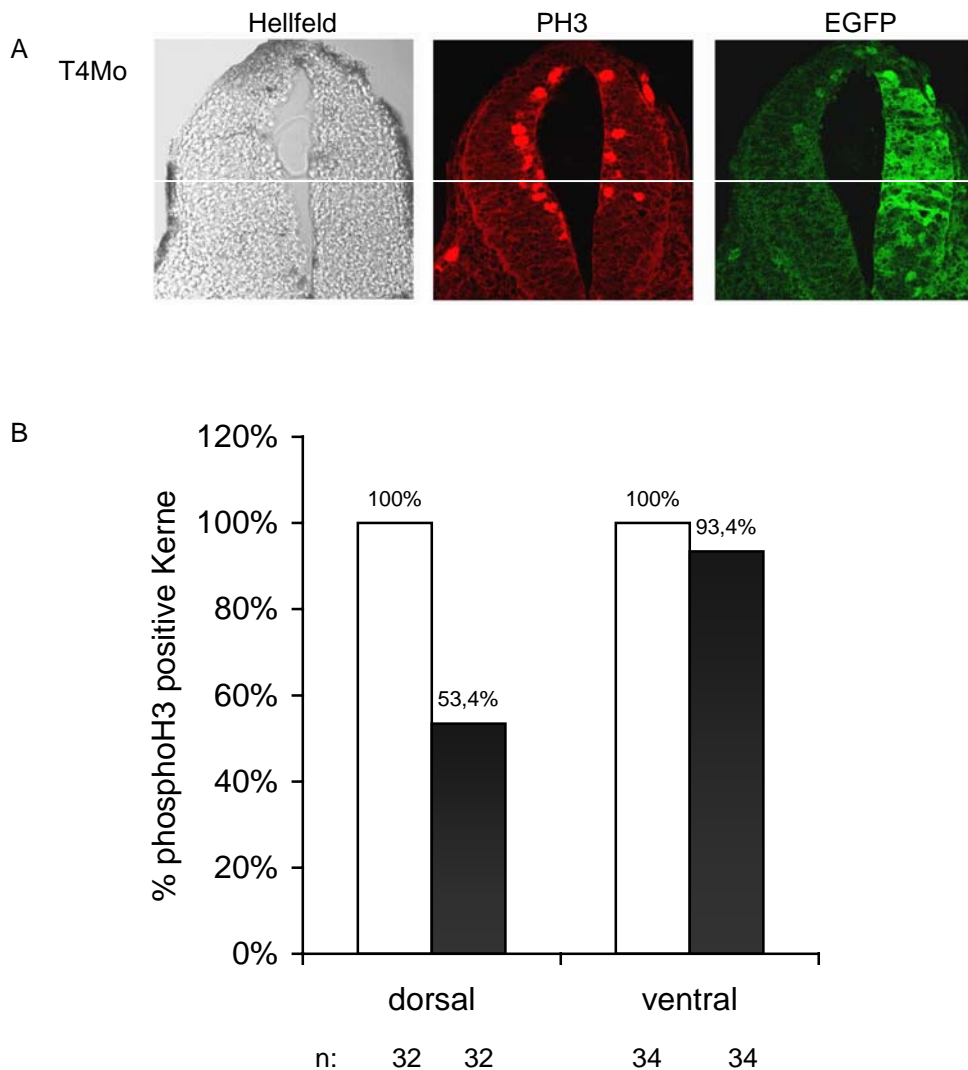 A
T4Mo
Hellfeld PH3 EGFP
B
% phosphoH3 positive Kerne
120%
100%
80%
60%
40%
20%
0%
100%
53,4%
100%
93,4%
dorsal ventral
n: 32 32 34 34